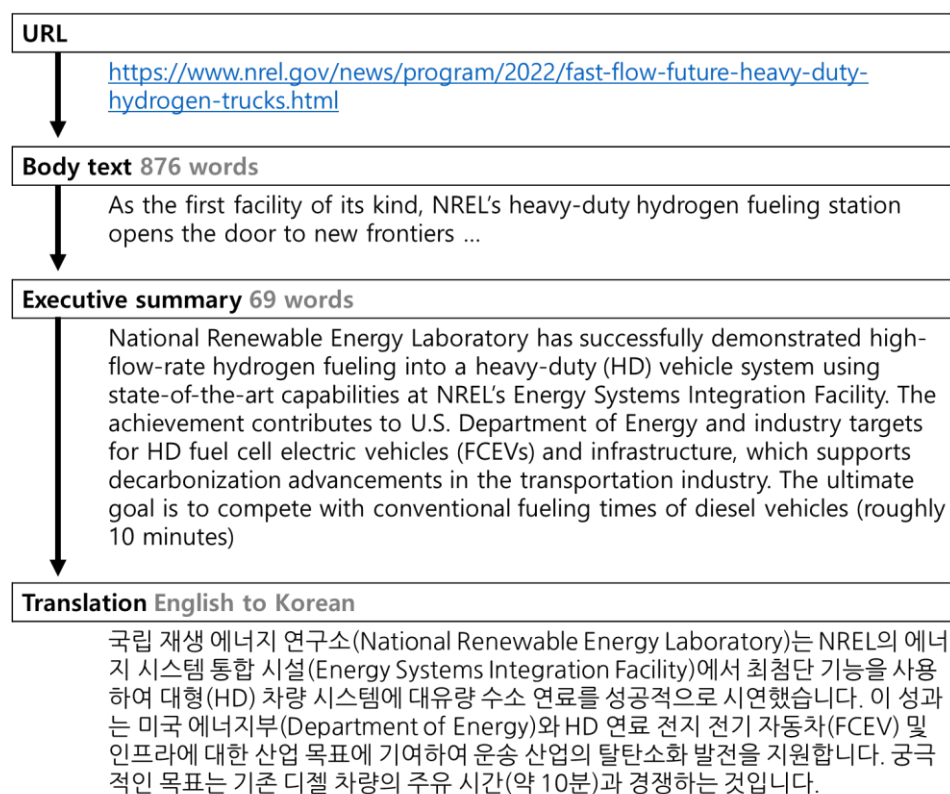 URL
https://www.nrel.gov/news/program/2022/fast-flow-future-heavy-duty-
hydrogen-trucks.html
Body text 876 words
As the first facility of its kind, NREL's heavy-duty hydrogen fueling station
opens the door to new frontiers ...
Executive summary 69 words
National Renewable Energy Laboratory has successfully demonstrated high-
flow-rate hydrogen fueling into a heavy-duty (HD) vehicle system using
state-of-the-art capabilities at NREL's Energy Systems Integration Facility. The
achievement contributes to U.S. Department of Energy and industry targets
for HD fuel cell electric vehicles (FCEVs) and infrastructure, which supports
decarbonization advancements in the transportation industry. The ultimate
goal is to compete with conventional fueling times of diesel vehicles (roughly
10 minutes)
Translation English to Korean
국립 재생 에너지 연구소(National Renewable Energy Laboratory)는 NREL의 에너
지 시스템 통합 시설(Energy Systems Integration Facility)에서 최첨단 기능을 사용
하여 대형(HD) 차량 시스템에 대유량 수소 연료를 성공적으로 시연했습니다. 이 성과
는 미국 에너지부(Department of Energy)와 HD 연료 전지 전기 자동차(FCEV) 및
인프라에 대한 산업 목표에 기여하여 운송 산업의 탈탄소화 발전을 지원합니다. 궁극
적인 목표는 기존 디젤 차량의 주유 시간(약 10분)과 경쟁하는 것입니다.